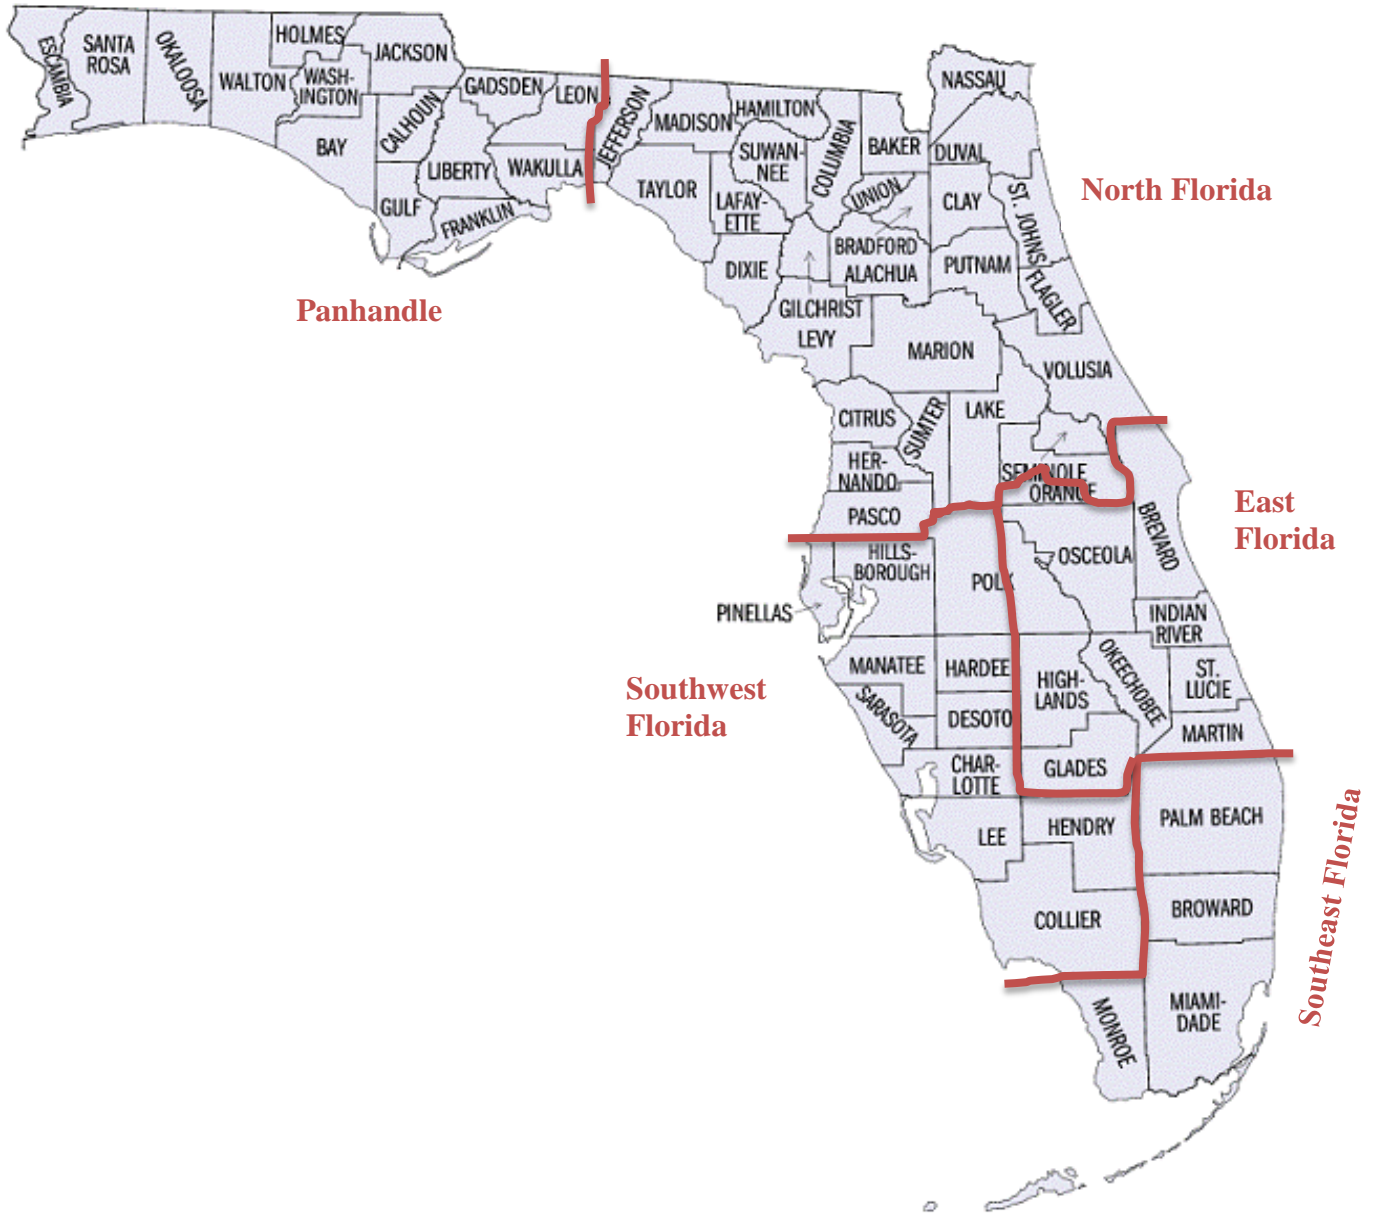 HOLMES
JACKSON
ESCAMBIA
SANTA
ROSA
OKALOOSA
WALTON
WASH-
INGTON
GADSDEN
LEON
JEFFERSON
MADISON
HAMILTON
NASSAU
BAY
CALHOUN
LIBERTY
WAKULLA
TAYLOR
SUWAN-
NEE
COLUMBIA
BAKER
DUVAL
GULF
FRANKLIN
LAFAY-
ETTE
UNION
CLAY
ST. JOHNS
North Florida
DIXIE
BRADFORD
ALACHUA
PUTNAM
FLAGLER
Panhandle
GILCHRIST
LEVY
MARION
VOLUSIA
CITRUS
SUMTER
LAKE
HER-
NANDO
SEMINOLE
ORANGE
PASCO
BREVARD
East
Florida
HILLS-
BOROUGH
POLK
OSCEOLA
PINELLAS
INDIAN
RIVER
MANATEE
HARDEE
HIGH-
LANDS
OKEECHOBEE
ST.
LUCIE
Southwest
Florida
SARASOTA
DESOTO
MARTIN
CHAR-
LOTTE
GLADES
LEE
HENDRY
PALM BEACH
Southeast Florida
COLLIER
BROWARD
MONROE
MIAMI-
DADE